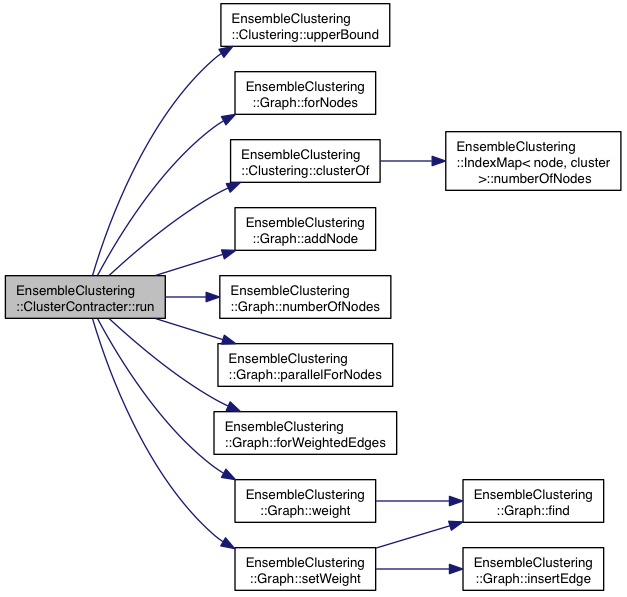 EnsembleClustering
::Clustering::upperBound
EnsembleClustering
::Graph::forNodes
EnsembleClustering
::Clustering::clusterOf
EnsembleClustering
::IndexMap< node, cluster
>::numberOfNodes
EnsembleClustering
::Graph::addNode
EnsembleClustering
::ClusterContracter::run
EnsembleClustering
::Graph::numberOfNodes
EnsembleClustering
::Graph::parallelForNodes
EnsembleClustering
::Graph::forWeightedEdges
EnsembleClustering
::Graph::weight
EnsembleClustering
::Graph::find
EnsembleClustering
::Graph::setWeight
EnsembleClustering
::Graph::insertEdge